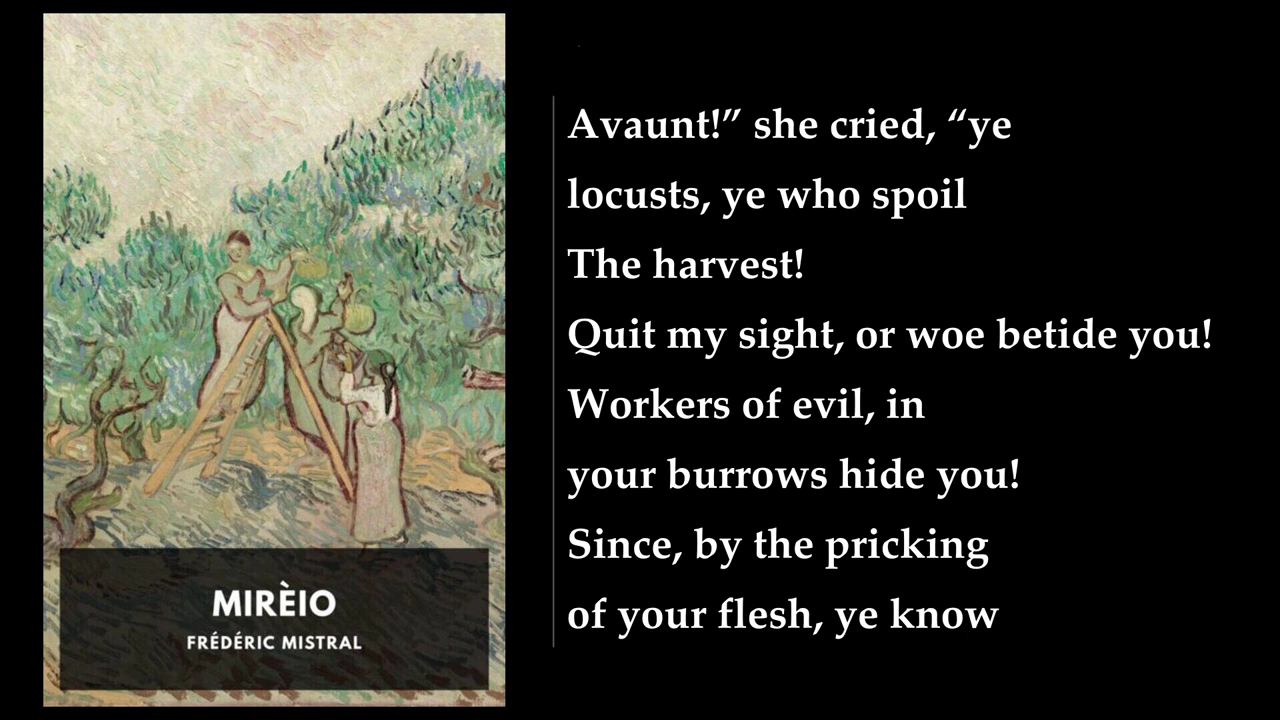 MIRÈIO
FRÉDÉRIC MISTRAL
Avaunt!” she cried, “ye
locusts, ye who spoil
The harvest!
Quit my sight, or woe betide you!
Workers of evil, in
your burrows hide you!
Since, by the pricking
of your flesh, ye know